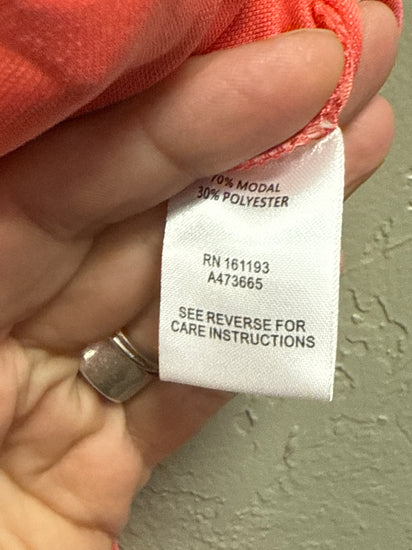 70% MODAL
30% POLYESTER
RN 161193
A473665
SEE REVERSE FOR
CARE INSTRUCTIONS